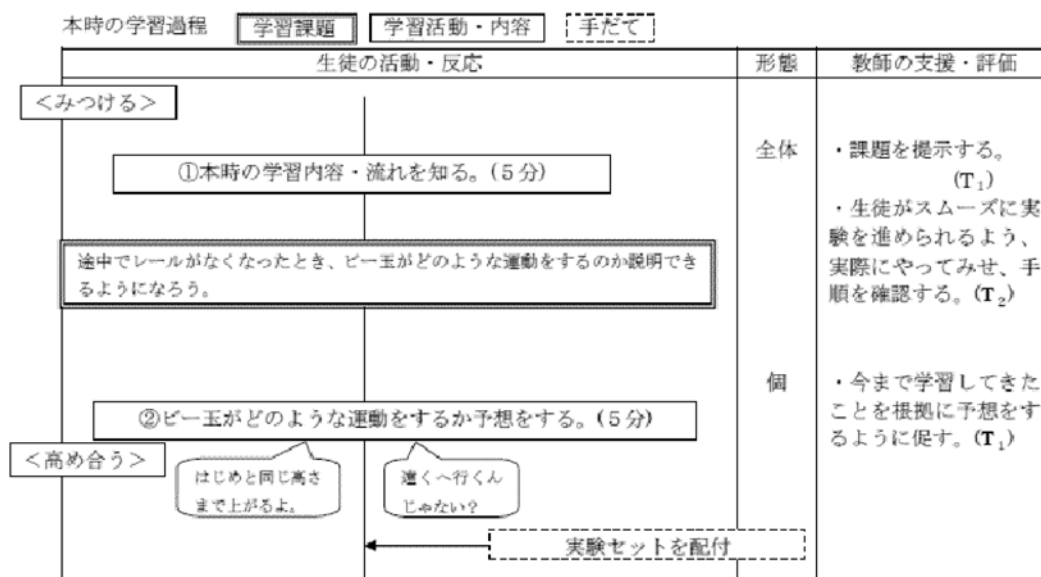 本時の学習過程 学習課題 学習活動・内容 手だて
生徒の活動・反応 形態 教師の支援・評価
<みつける>
①本時の学習内容・流れを知る。(5分)
全体
・課題を提示する。
(T₁)
・生徒がスムーズに実
験を進められるよう、
実際にやってみせ、手
順を確認する。(T₂)
途中でレールがなくなったとき、ビー玉がどのような運動をするのか説明でき
るようになろう。
②ビー玉がどのような運動をするか予想をする。(5分)
個
・今まで学習してきた
ことを根拠に予想をす
るように促す。(T₁)
<高め合う>
はじめと同じ高さ
まで上がるよ。
遠くへ行くん
じゃない?
実験セットを配付